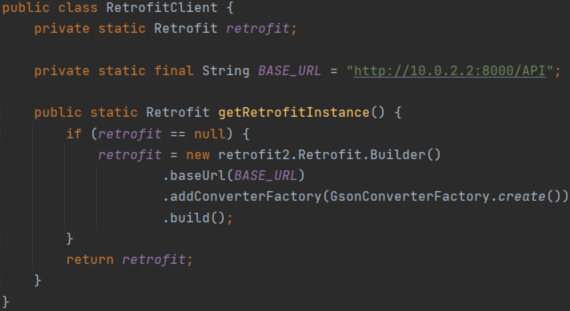 public class RetrofitClient {
    private static Retrofit retrofit;
    private static final String BASE_URL = "http://10.0.2.2:8000/API";
    public static Retrofit getRetrofitInstance() {
        if (retrofit == null) {
            retrofit = new retrofit2.Retrofit.Builder()
                    .baseUrl(BASE_URL)
                    .addConverterFactory(GsonConverterFactory.create())
                    .build();
        }
        return retrofit;
    }
}